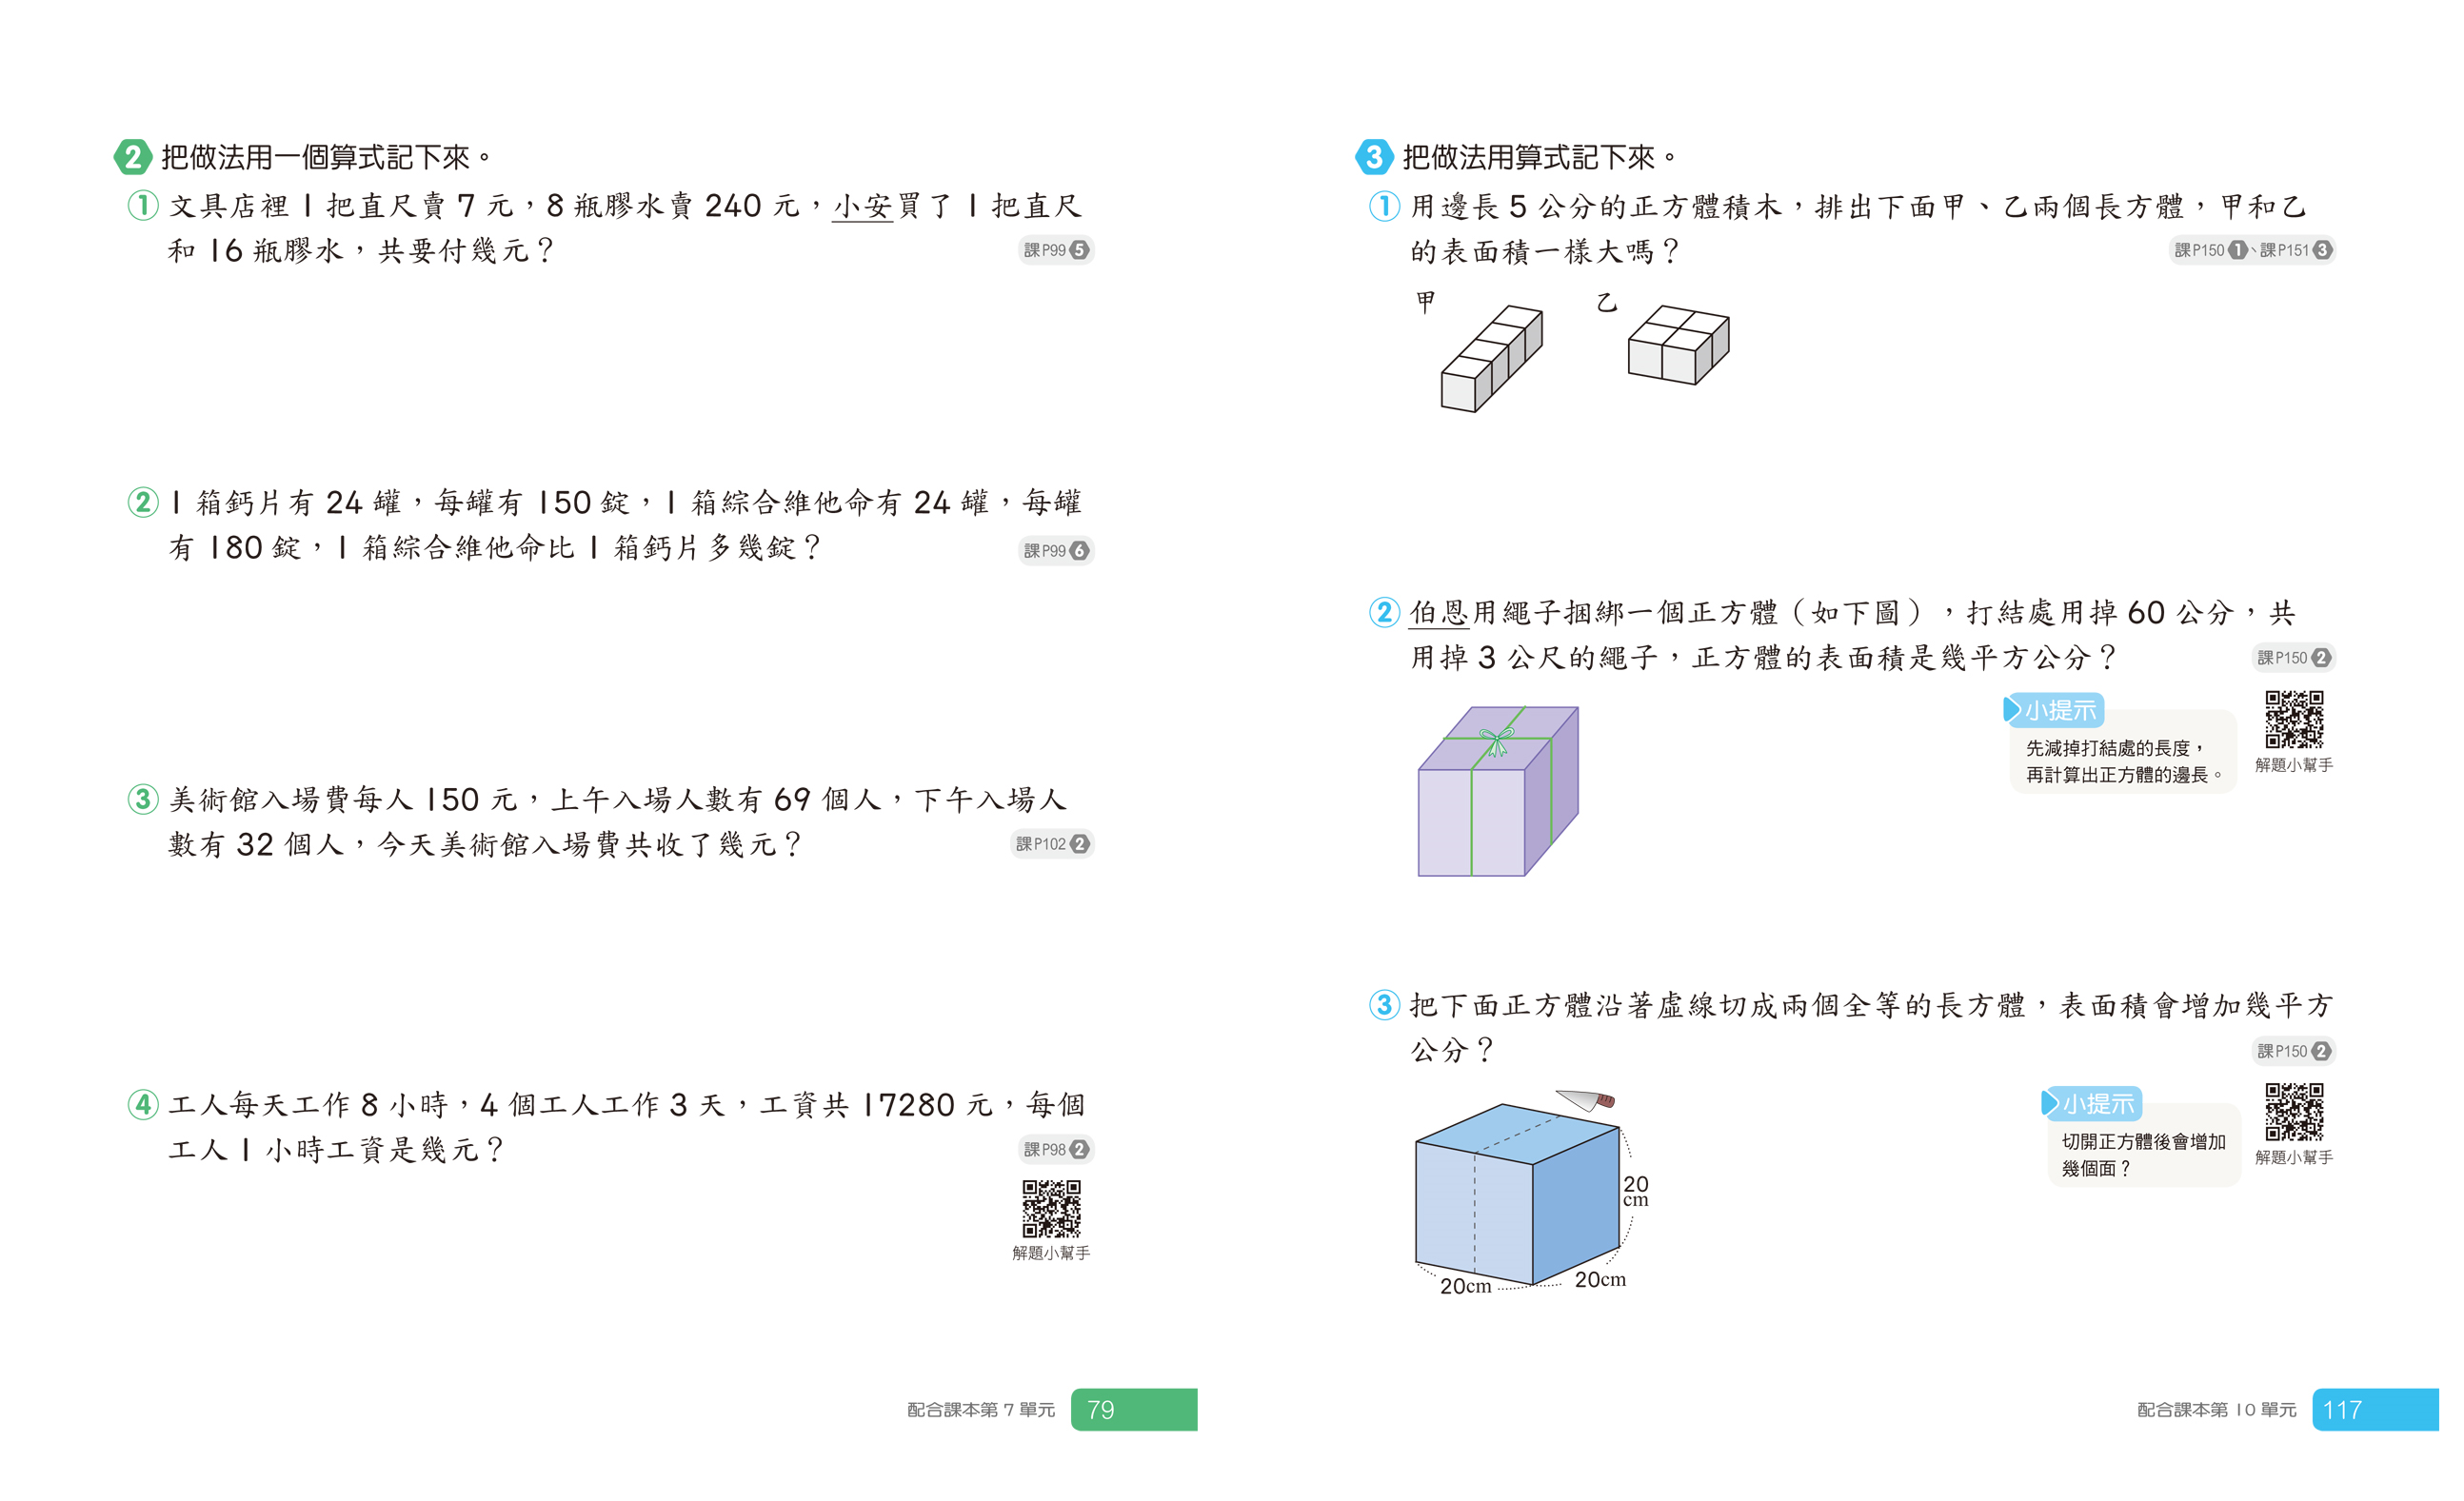 2 把做法用一個算式記下來。
① 文具店裡 1 把直尺賣 7 元，8 瓶膠水賣 240 元，小安買了 1 把直尺
和 16 瓶膠水，共要付幾元？
課P99 5
② 1 箱鈣片有 24 罐，每罐有 150 錠，1 箱綜合維他命有 24 罐，每罐
有 180 錠，1 箱綜合維他命比 1 箱鈣片多幾錠？
課P99 6
③ 美術館入場費每人 150 元，上午入場人數有 69 個人，下午入場人
數有 32 個人，今天美術館入場費共收了幾元？
課P102 2
④ 工人每天工作 8 小時，4 個工人工作 3 天，工資共 17280 元，每個
工人 1 小時工資是幾元？
課P98 2
解題小幫手
配合課本第 7 單元 79
3 把做法用算式記下來。
① 用邊長 5 公分的正方體積木，排出下面甲、乙兩個長方體，甲和乙
的表面積一樣大嗎？
課P150 1、課P151 3
甲 乙
② 伯恩用繩子捆綁一個正方體（如下圖），打結處用掉 60 公分，共
用掉 3 公尺的繩子，正方體的表面積是幾平方公分？
課P150 2
小提示
先減掉打結處的長度，
再計算出正方體的邊長。
解題小幫手
③ 把下面正方體沿著虛線切成兩個全等的長方體，表面積會增加幾平方
公分？
課P150 2
小提示
切開正方體後會增加
幾個面？
解題小幫手
20
cm
20cm
20cm
配合課本第 10 單元 117